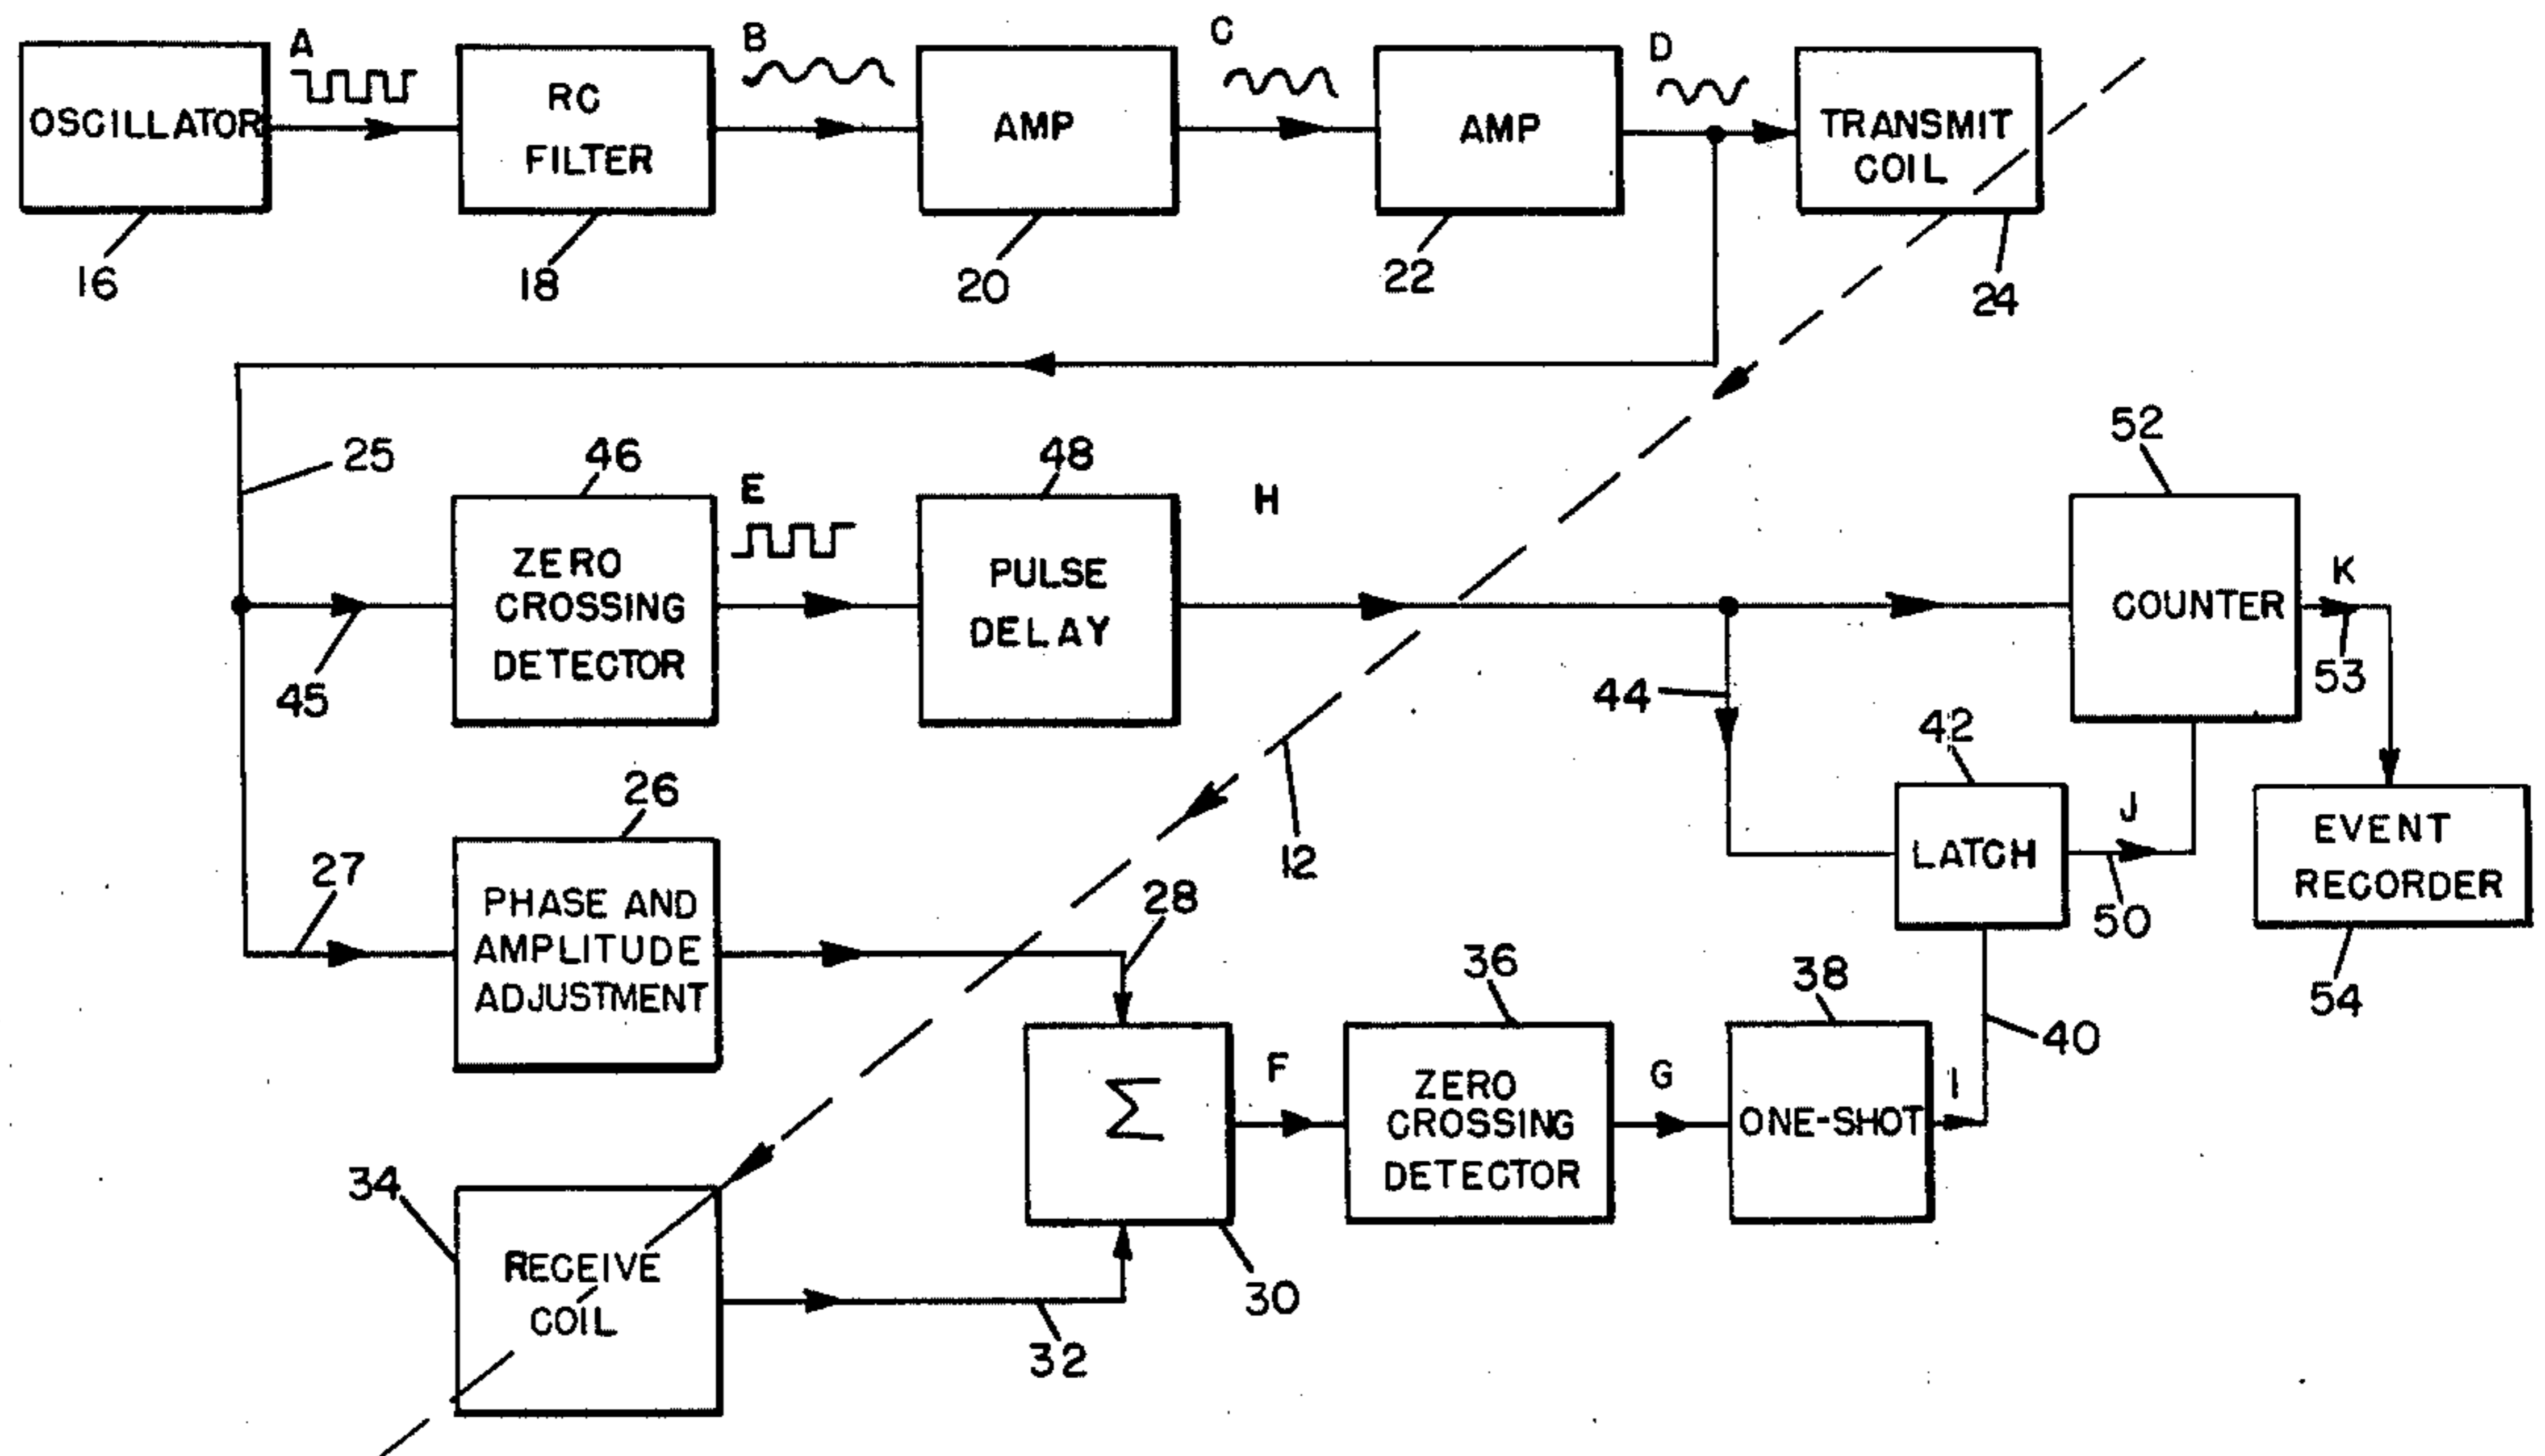 A
B
C
D
OSCILLATOR
RC
FILTER
AMP
AMP
TRANSMIT
COIL
16
18
20
22
24
25
46
E
48
H
52
ZERO
CROSSING
DETECTOR
PULSE
DELAY
COUNTER
K
53
45
44
42
26
12
J
LATCH
50
EVENT
RECORDER
54
27
PHASE AND
AMPLITUDE
ADJUSTMENT
28
36
38
40
F
G
I
Σ
ZERO
CROSSING
DETECTOR
ONE-SHOT
34
RECEIVE
COIL
30
32